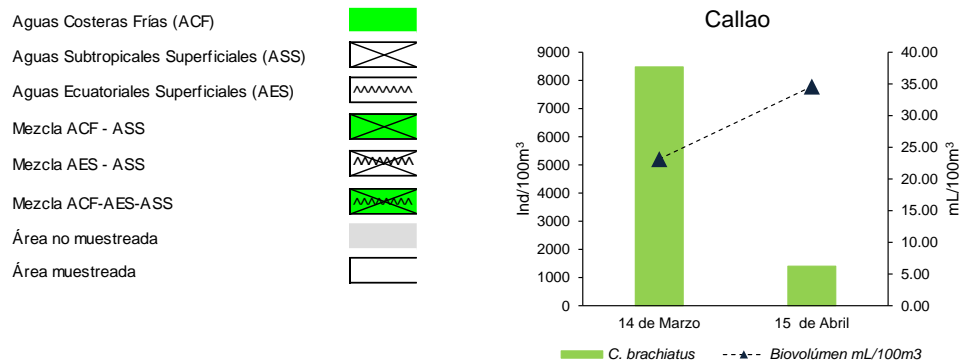 Aguas Costeras Frías (ACF)
Aguas Subtropicales Superficiales (ASS)
Aguas Ecuatoriales Superficiales (AES)
Mezcla ACF - ASS
Mezcla AES - ASS
Mezcla ACF-AES-ASS
Área no muestreada
Área muestreada
Callao
9000
8000
7000
6000
5000
4000
3000
2000
1000
0
Ind/100m³
40.00
35.00
30.00
25.00
20.00
15.00
10.00
5.00
0.00
mL/100m³
14 de Marzo
15 de Abril
C. brachiatus
Biovolúmen mL/100m3